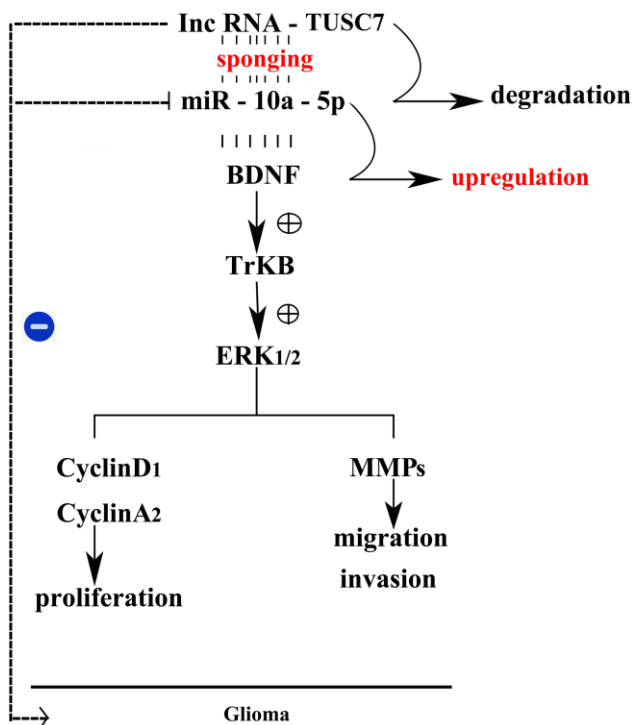 lnc RNA - TUSC7
sponging
miR - 10a - 5p
degradation
BDNF
upregulation
TrKB
ERK1/2
CyclinD1
MMPs
CyclinA2
migration
proliferation
invasion
Glioma